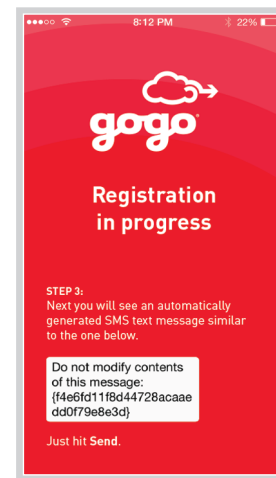 8:12 PM 22%
gogo
Registration
in progress
STEP 3:
Next you will see an automatically
generated SMS text message similar
to the one below.
Do not modify contents
of this message:
{f4e6fd11f8d44728acaae
dd0f79e8e3d}
Just hit Send.